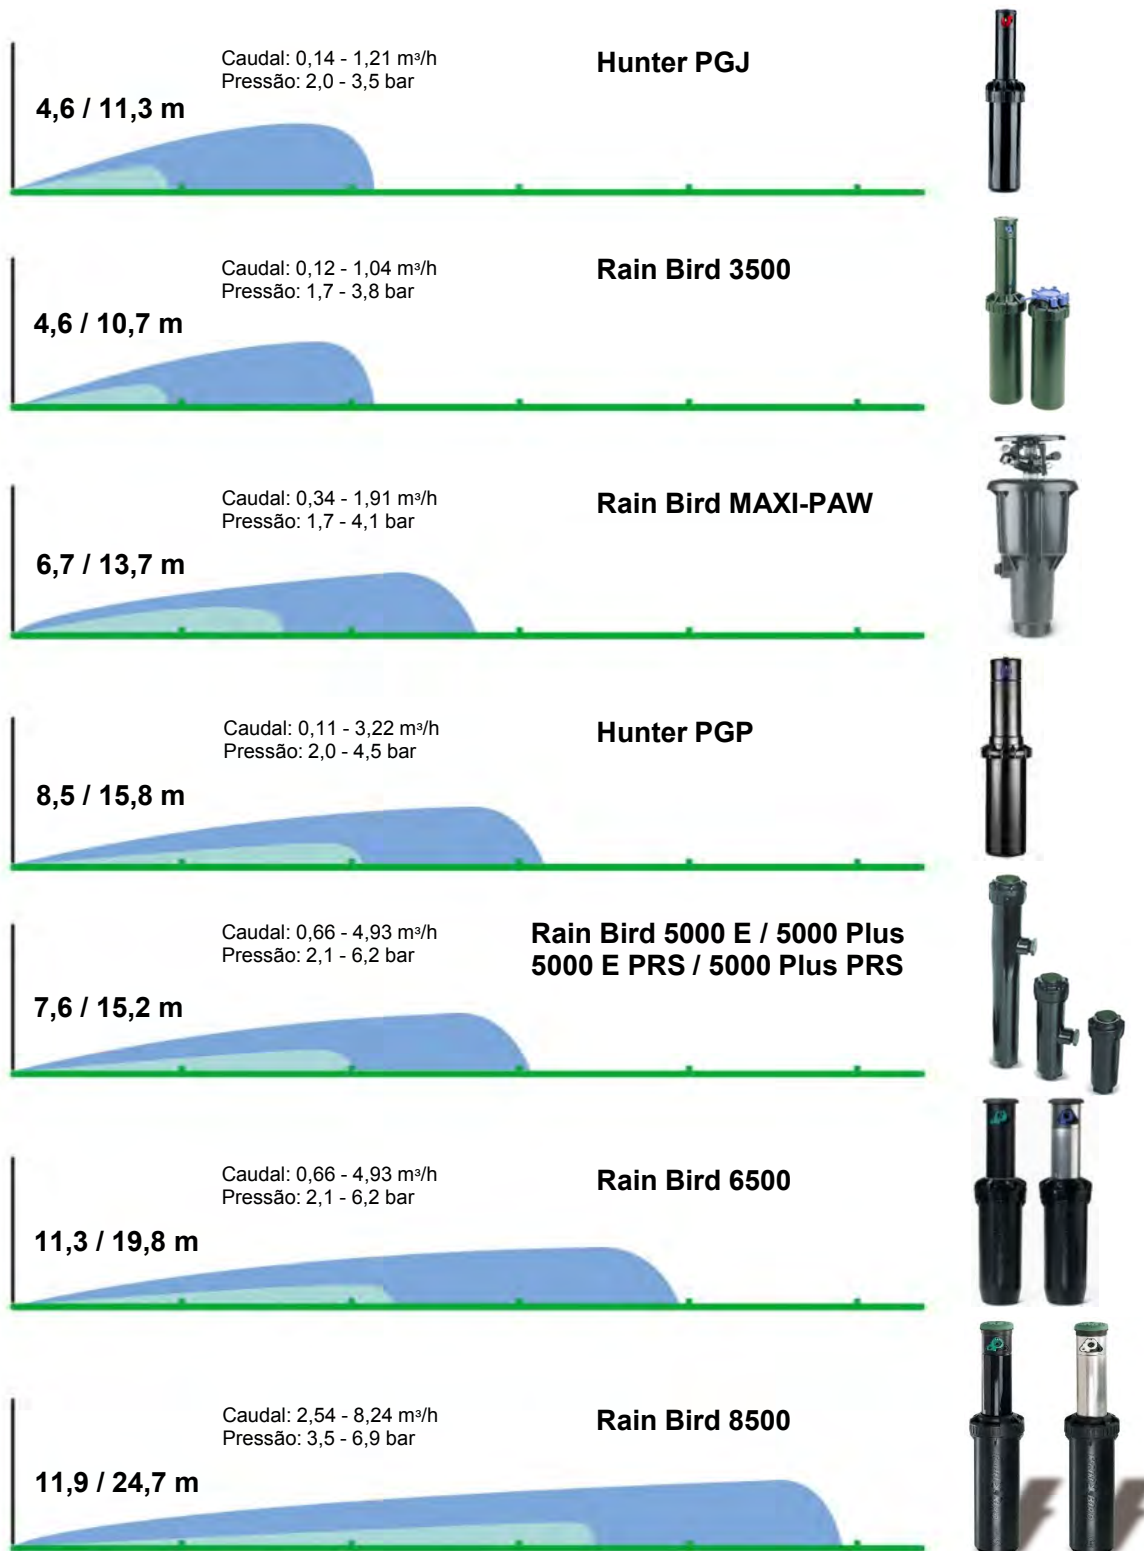 Caudal: 0,14 - 1,21 m³/h
Pressão: 2,0 - 3,5 bar
Hunter PGJ
4,6 / 11,3 m
Caudal: 0,12 - 1,04 m³/h
Pressão: 1,7 - 3,8 bar
Rain Bird 3500
4,6 / 10,7 m
Caudal: 0,34 - 1,91 m³/h
Pressão: 1,7 - 4,1 bar
Rain Bird MAXI-PAW
6,7 / 13,7 m
Caudal: 0,11 - 3,22 m³/h
Pressão: 2,0 - 4,5 bar
Hunter PGP
8,5 / 15,8 m
Caudal: 0,66 - 4,93 m³/h
Pressão: 2,1 - 6,2 bar
Rain Bird 5000 E / 5000 Plus
5000 E PRS / 5000 Plus PRS
7,6 / 15,2 m
Caudal: 0,66 - 4,93 m³/h
Pressão: 2,1 - 6,2 bar
Rain Bird 6500
11,3 / 19,8 m
Caudal: 2,54 - 8,24 m³/h
Pressão: 3,5 - 6,9 bar
Rain Bird 8500
11,9 / 24,7 m